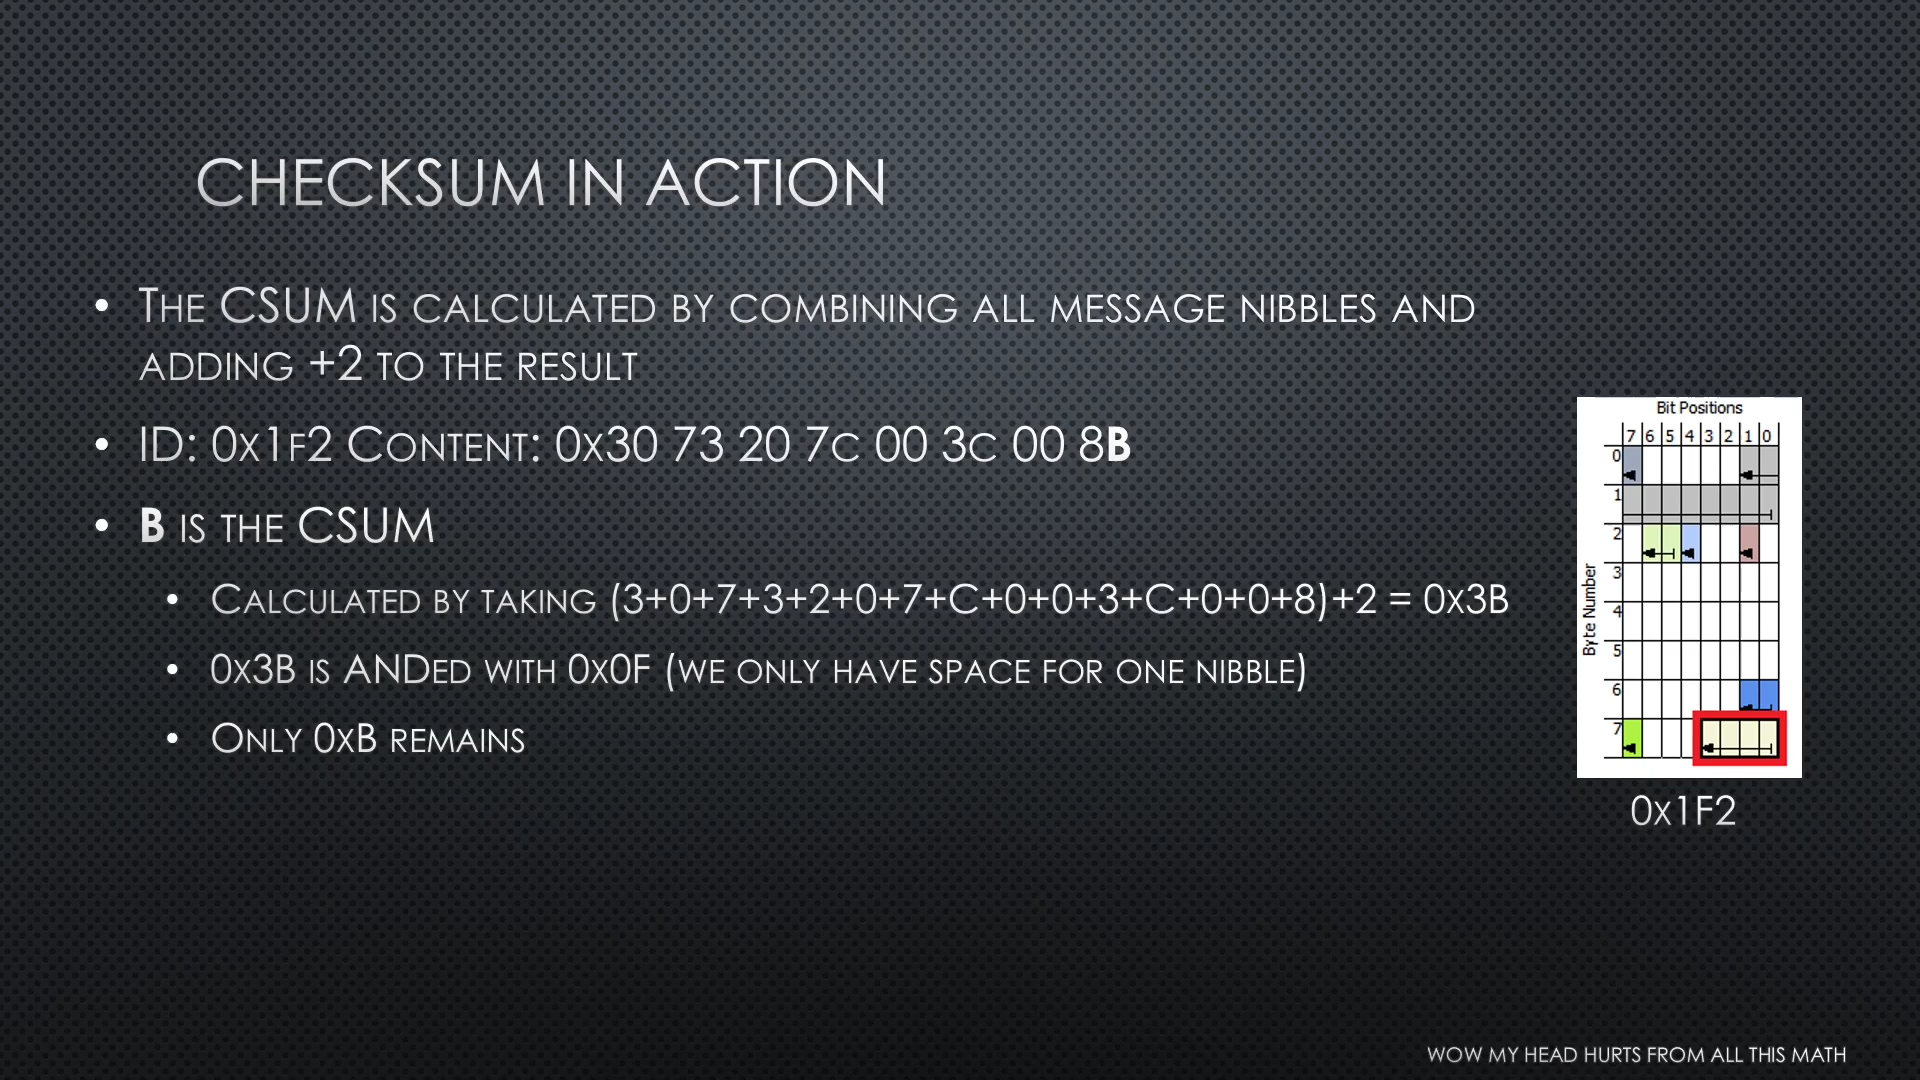 CHECKSUM IN ACTION
• THE CSUM IS CALCULATED BY COMBINING ALL MESSAGE NIBBLES AND
ADDING +2 TO THE RESULT
• ID: 0X1F2 CONTENT: 0X30 73 20 7C 00 3C 00 8B
• B IS THE CSUM
• CALCULATED BY TAKING (3+0+7+3+2+0+7+C+0+0+3+C+0+0+8)+2 = 0X3B
• 0X3B IS ANDED WITH 0X0F (WE ONLY HAVE SPACE FOR ONE NIBBLE)
• ONLY 0XB REMAINS
Bit Positions
7 6 5 4 3 2 1 0
Byte Number
0
1
2
3
4
5
6
7
0X1F2
WOW MY HEAD HURTS FROM ALL THIS MATH